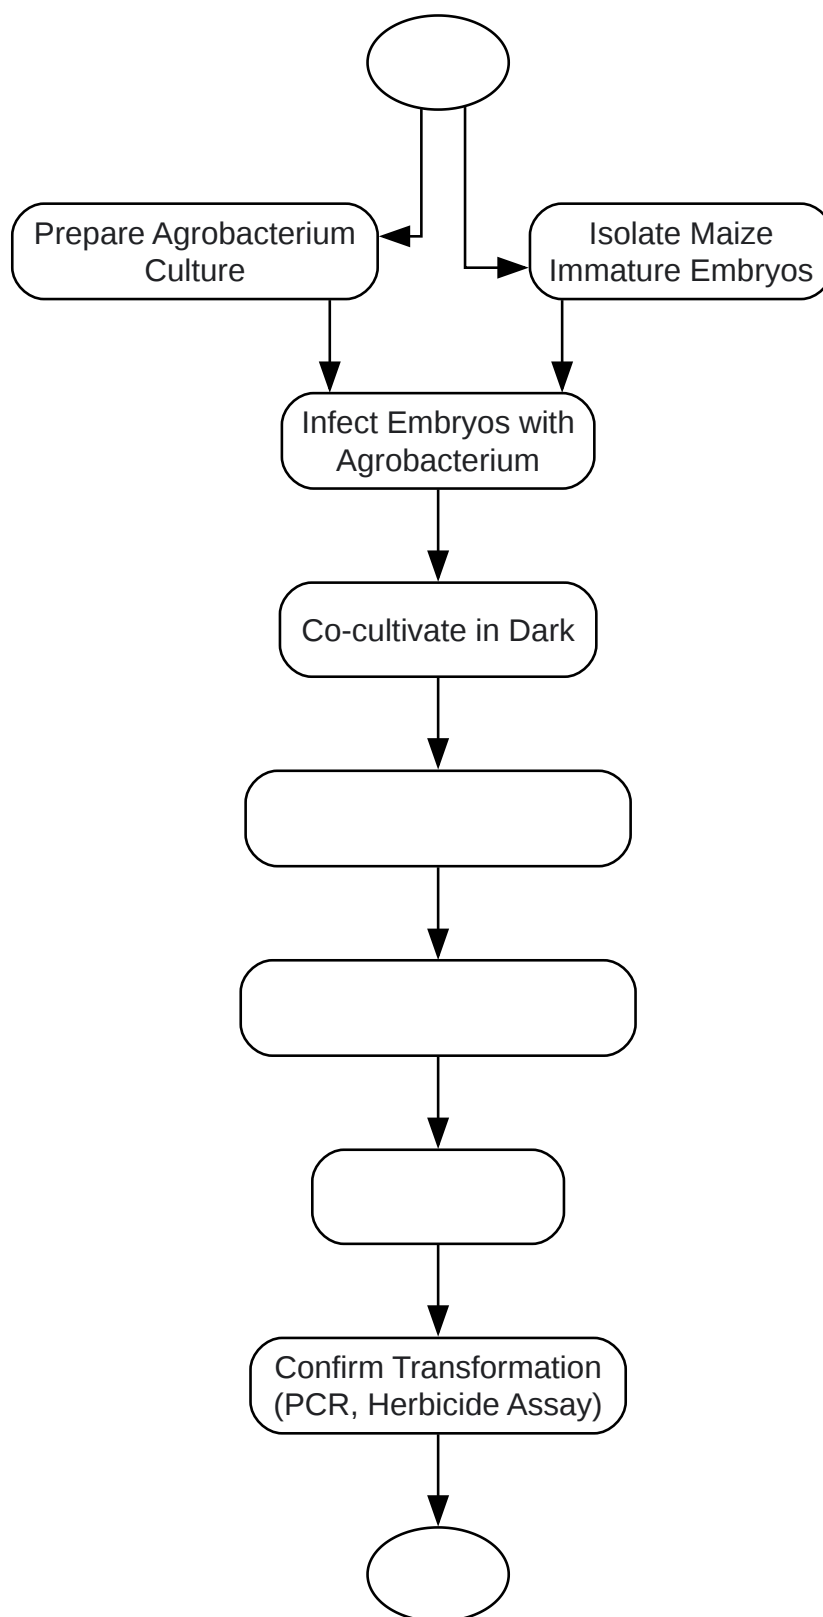 Prepare Agrobacterium
Culture
Isolate Maize
Immature Embryos
Infect Embryos with
Agrobacterium
Co-cultivate in Dark
Confirm Transformation
(PCR, Herbicide Assay)